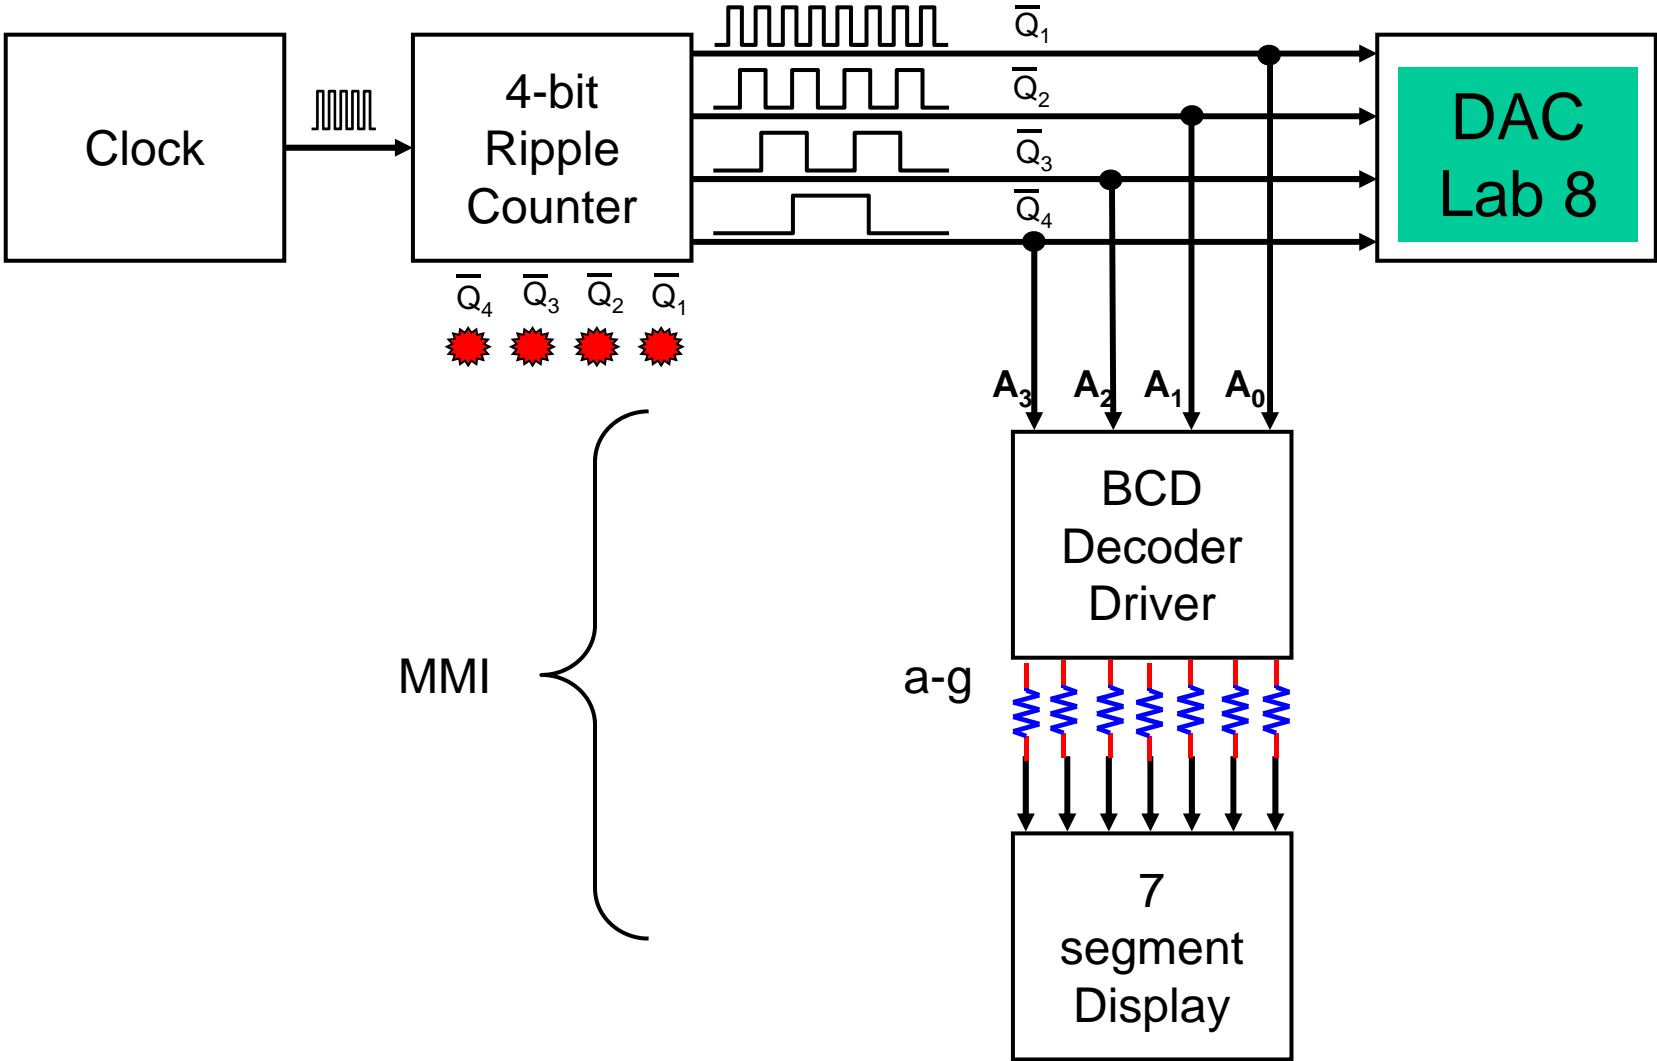 Clock
4-bit
Ripple
Counter
Q̅₁
Q̅₂
Q̅₃
Q̅₄
DAC
Lab 8
Q̅₄ Q̅₃ Q̅₂ Q̅₁
A₃ A₂ A₁ A₀
BCD
Decoder
Driver
MMI
a-g
7
segment
Display